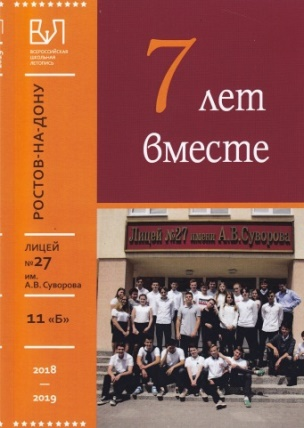 ВСЕРОССИЙСКАЯ
ШКОЛЬНАЯ
ЛЕТОПИСЬ
РОСТОВ-НА-ДОНУ
ЛИЦЕЙ
№27
им.
А.В. Суворова
11 «Б»
2018
—
2019
7 лет
вместе
Лицей №27 имени А.В. Суворова